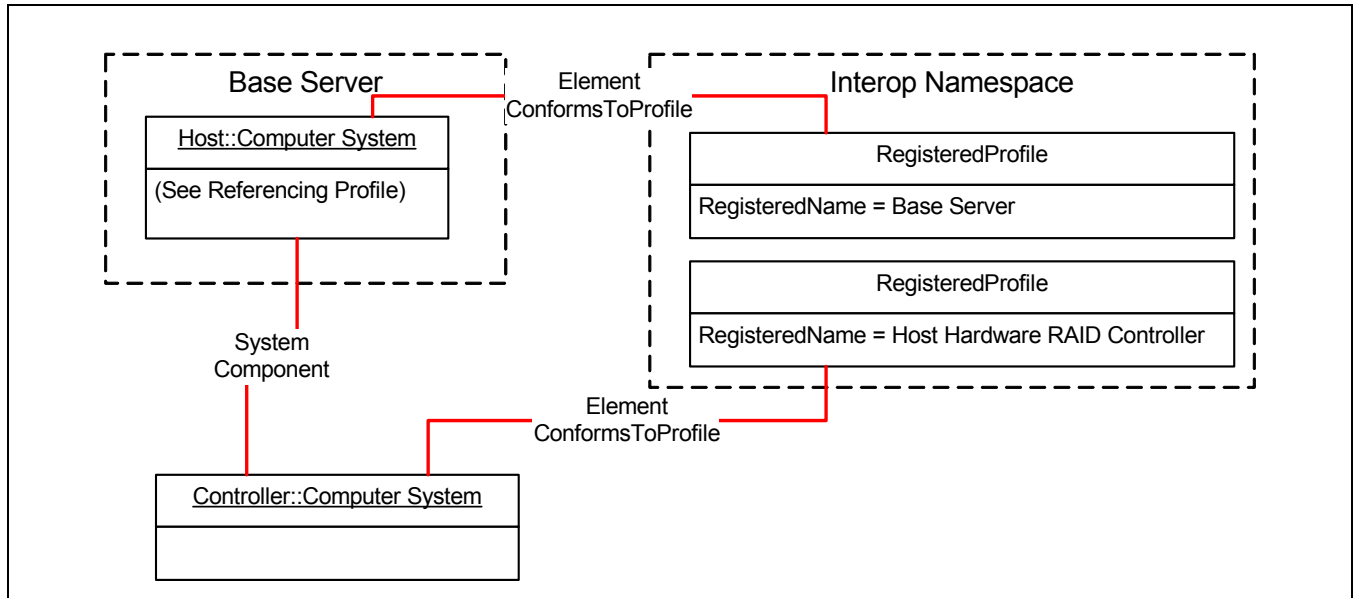 Base Server
Element
ConformsToProfile
Interop Namespace
Host::Computer System
(See Referencing Profile)
RegisteredProfile
RegisteredName = Base Server
RegisteredProfile
RegisteredName = Host Hardware RAID Controller
System
Component
Element
ConformsToProfile
Controller::Computer System